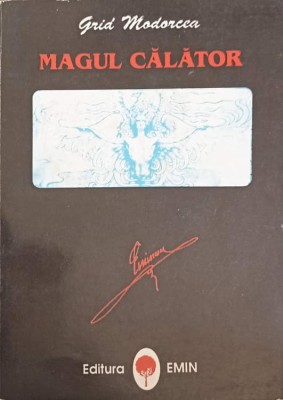 Grid Modorcea
MAGUL CĂLĂTOR
Editura EMIN